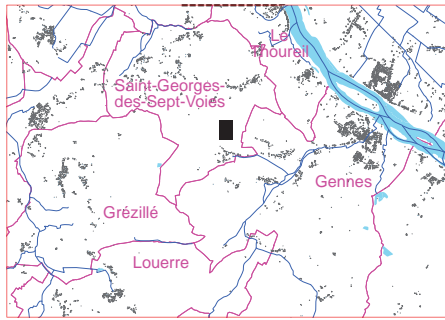 Le
Thoureil
Saint-Georges-
des-Sept-Voies
Gennes
Grézillé
Louerre